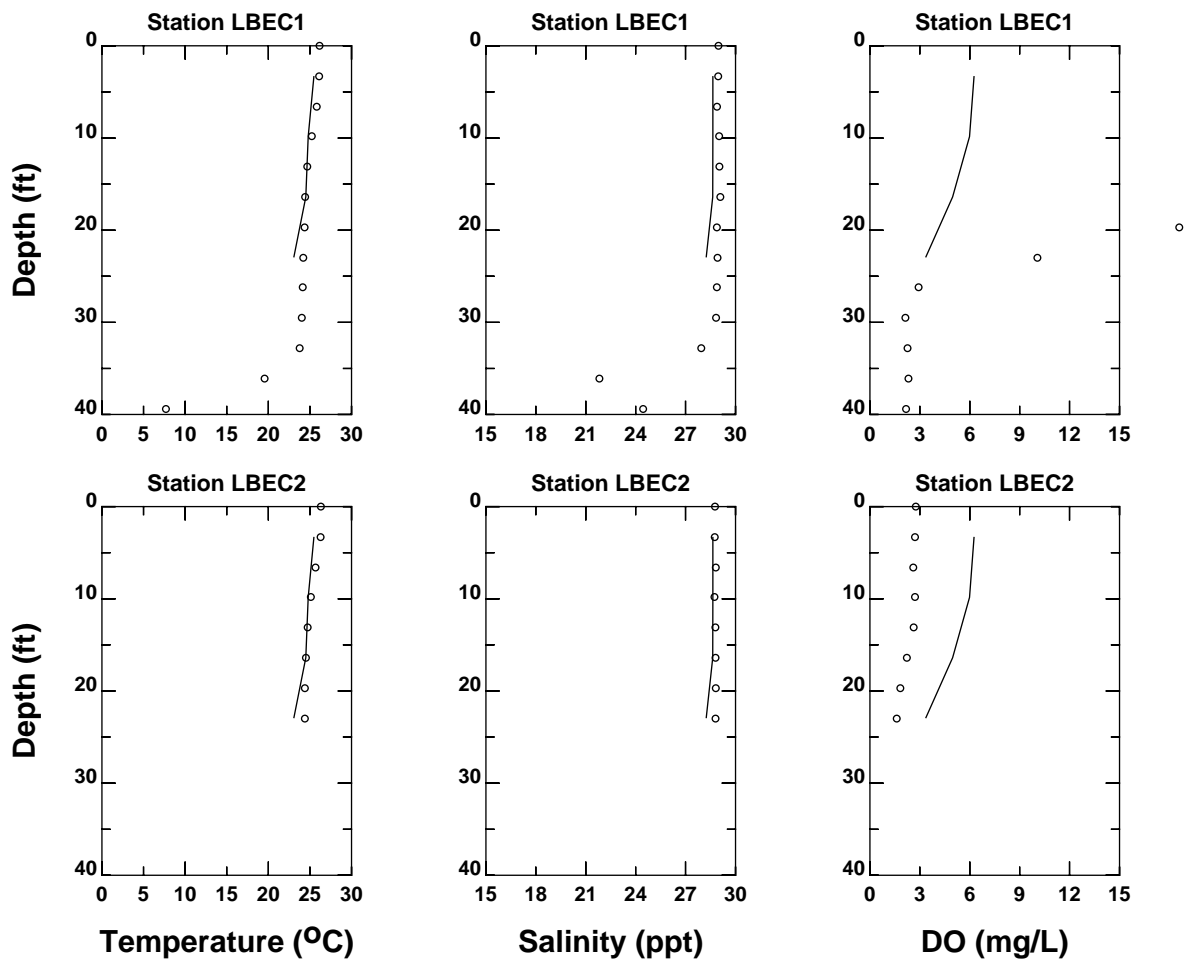 Station LBEC1
Station LBEC1
Station LBEC1
Depth (ft)
0
10
20
30
40
0 5 10 15 20 25 30
Depth (ft)
0
10
20
30
40
15 18 21 24 27 30
0
10
20
30
40
0 3 6 9 12 15
Station LBEC2
Station LBEC2
Station LBEC2
Depth (ft)
0
10
20
30
40
0 5 10 15 20 25 30
0
10
20
30
40
15 18 21 24 27 30
0
10
20
30
40
0 3 6 9 12 15
Temperature (OC)
Salinity (ppt)
DO (mg/L)